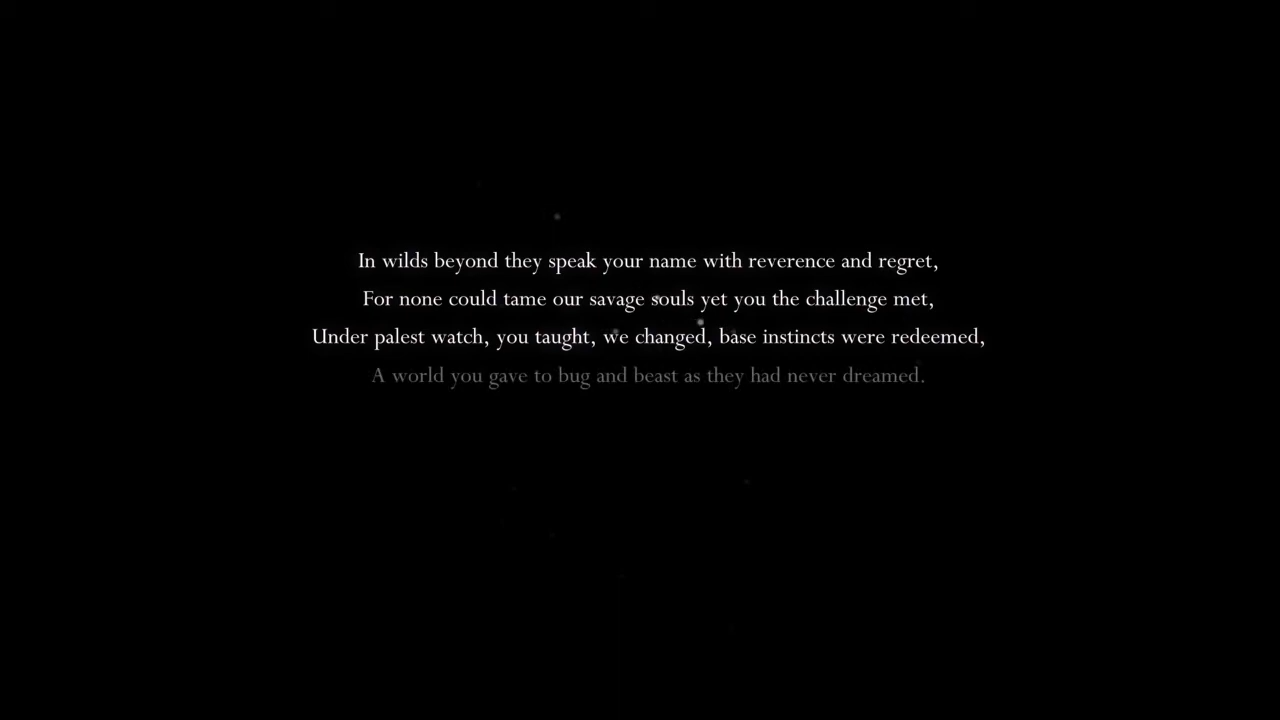 In wilds beyond they speak your name with reverence and regret,
For none could tame our savage souls yet you the challenge met,
Under palest watch, you taught, we changed, base instincts were redeemed,
A world you gave to bug and beast as they had never dreamed.